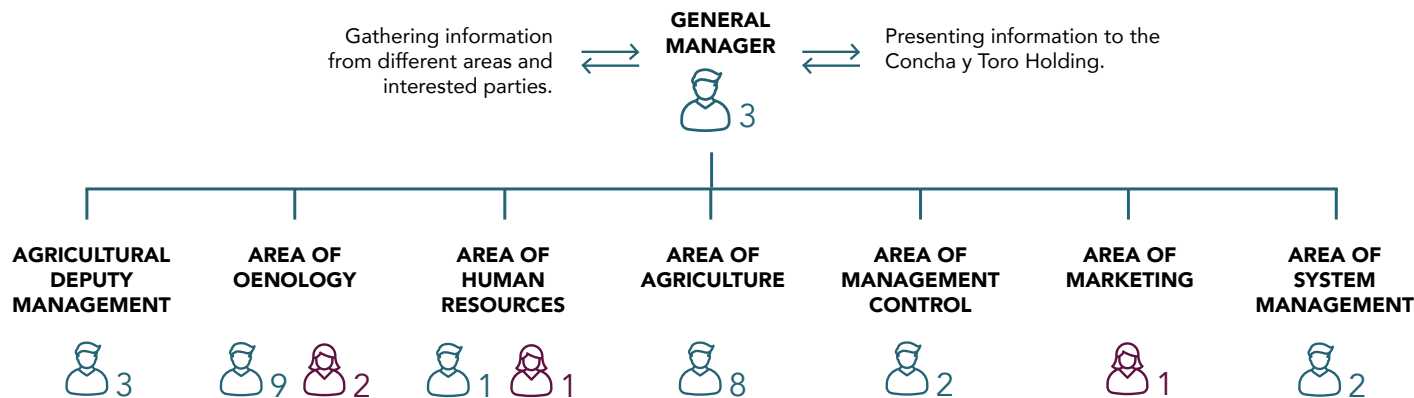 Gathering information
from different areas and
interested parties.
GENERAL
MANAGER
3
Presenting information to the
Concha y Toro Holding.
AGRICULTURAL
DEPUTY
MANAGEMENT
3
AREA OF
OENOLOGY
9 2
AREA OF
HUMAN
RESOURCES
1 1
AREA OF
AGRICULTURE
8
AREA OF
MANAGEMENT
CONTROL
2
AREA OF
MARKETING
1
AREA OF
SYSTEM
MANAGEMENT
2